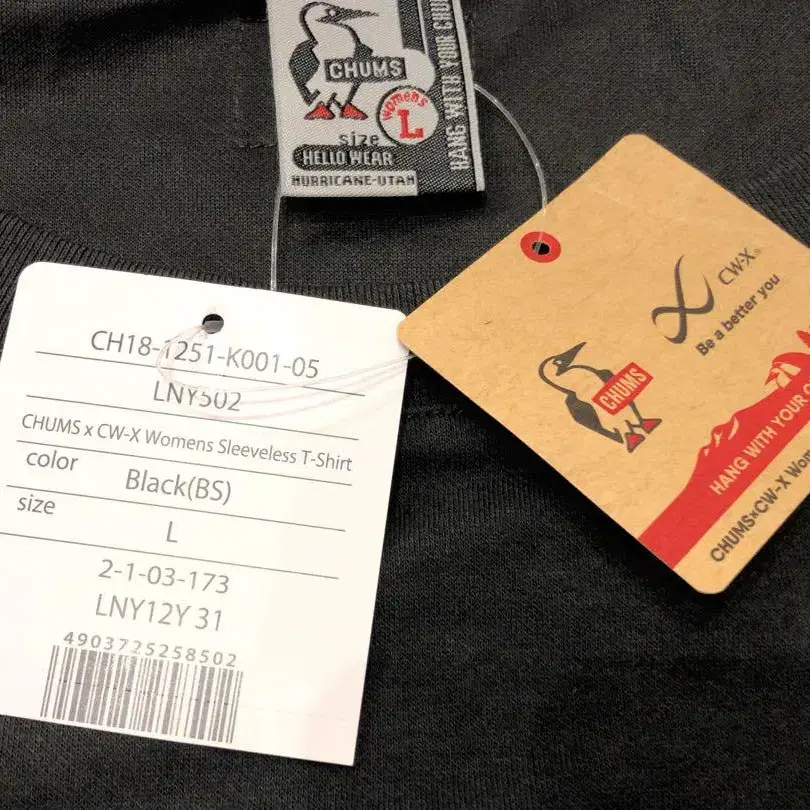 CHUMS
women's
L
size
HELLO WEAR
HURRICANE-UTAH
HANG WITH YOUR CHU
CH18-1251-K001-05
LNY502
CHUMS x CW-X Womens Sleeveless T-Shirt
color Black(BS)
size L
2-1-03-173
LNY12Y 31
4903725258502
CW-X®
Be a better you
CHUMS
HANG WITH YOUR
CHUMS×CW-X Wom